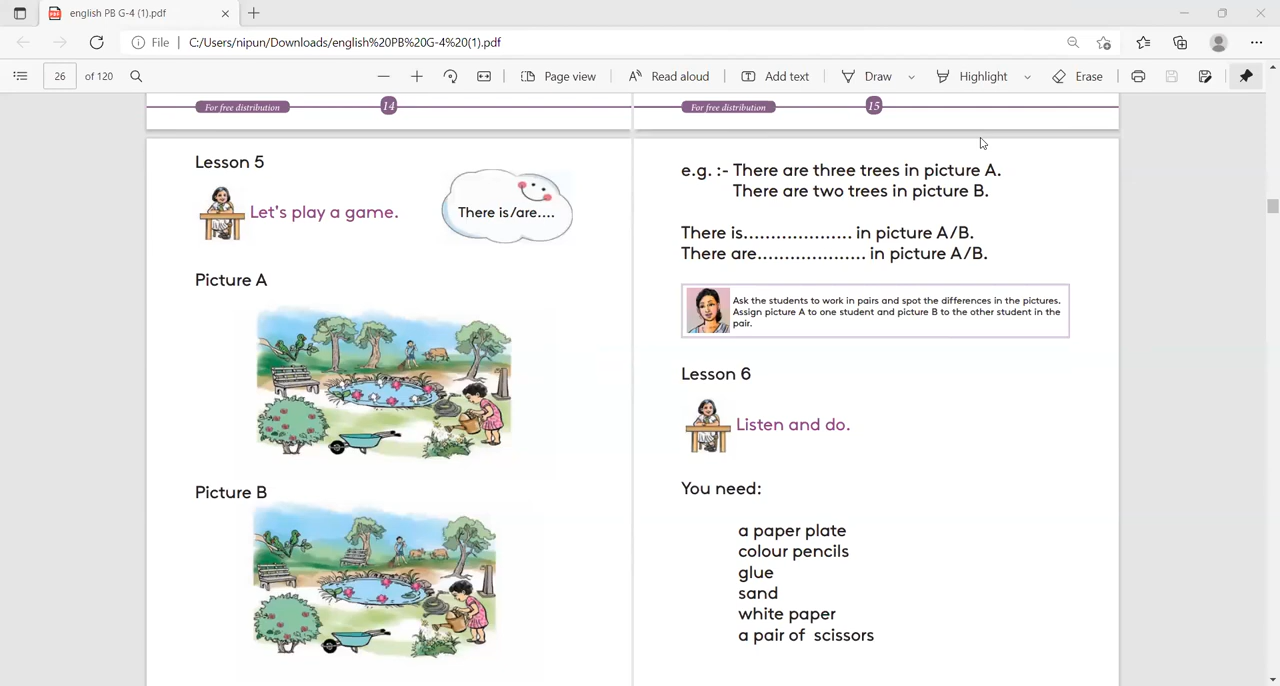 english PB G-4 (1).pdf
File
C:/Users/nipun/Downloads/english%20PB%20G-4%20(1).pdf
26 of 120
Page view
Read aloud
Add text
Draw
Highlight
Erase
For free distribution 14
For free distribution 15
Lesson 5
Let's play a game.
There is/are....
Picture A
Picture B
e.g. :- There are three trees in picture A.
There are two trees in picture B.
There is.................... in picture A/B.
There are.................... in picture A/B.
Ask the students to work in pairs and spot the differences in the pictures.
Assign picture A to one student and picture B to the other student in the
pair.
Lesson 6
Listen and do.
You need:
a paper plate
colour pencils
glue
sand
white paper
a pair of scissors